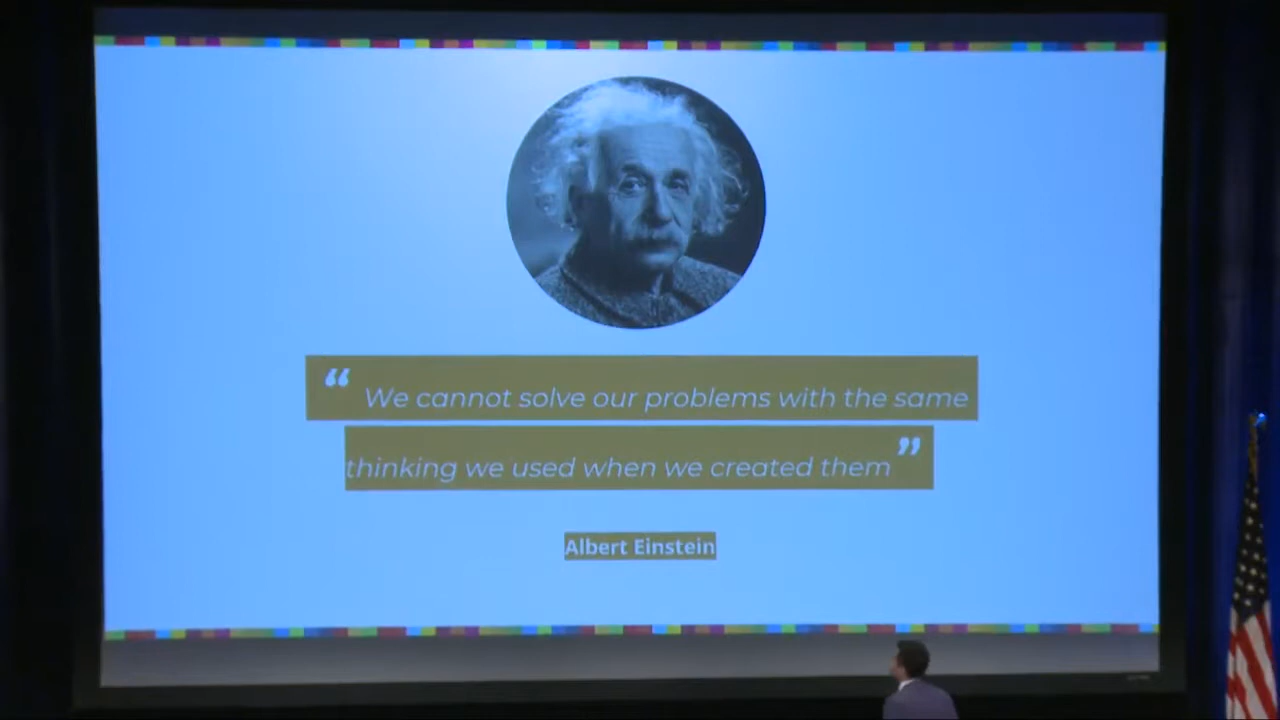 “ We cannot solve our problems with the same
thinking we used when we created them ”
Albert Einstein